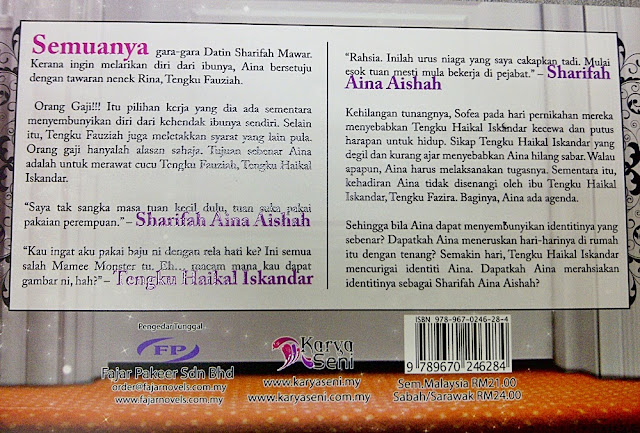 Semuanya gara-gara Datin Sharifah Mawar.
Kerana ingin melarikan diri dari ibunya, Aina bersetuju
dengan tawaran nenek Rina, Tengku Fauziah.
Orang Gaji!!! Itu pilihan kerja yang dia ada sementara
menyembunyikan diri dari kehendak ibunya sendiri. Selain
itu, Tengku Fauziah juga meletakkan syarat yang lain pula.
Orang gaji hanyalah alasan sahaja. Tujuan sebenar Aina
adalah untuk merawat cucu Tengku Fauziah, Tengku Haikal
Iskandar.
“Saya tak sangka masa tuan kecil dulu, tuan suka pakai
pakaian perempuan.” – Sharifah Aina Aishah
“Kau ingat aku pakai baju ni dengan rela hati ke? Ini semua
salah Mamee Monster tu. Eh... macam mana kau dapat
gambar ni, hah?” – Tengku Haikal Iskandar
“Rahsia. Inilah urus niaga yang saya cakapkan tadi. Mulai
esok tuan mesti mula bekerja di pejabat.” – Sharifah
Aina Aishah
Kehilangan tunangnya, Sofea pada hari pernikahan mereka
menyebabkan Tengku Haikal Iskandar kecewa dan putus
harapan untuk hidup. Sikap Tengku Haikal Iskandar yang
degil dan kurang ajar menyebabkan Aina hilang sabar. Walau
apapun, Aina harus melaksanakan tugasnya. Sementara itu,
kehadiran Aina tidak disenangi oleh ibu Tengku Haikal
Iskandar, Tengku Fazira. Baginya, Aina ada agenda.
Sehingga bila Aina dapat menyembunyikan identitinya yang
sebenar? Dapatkah Aina meneruskan hari-harinya di rumah
itu dengan tenang? Semakin hari, Tengku Haikal Iskandar
mencurigai identiti Aina. Dapatkah Aina merahsiakan
identitinya sebagai Sharifah Aina Aishah?
Pengedar Tunggal
FP
Fajar Pakeer Sdn Bhd
order@fajarnovels.com.my
www.fajarnovels.com.my
Karya
Seni
www.karyaseni.my
www.karyaseni.com.my
ISBN 978-967-0246-28-4
9 789670 246284
Sem.Malaysia RM21.00
Sabah/Sarawak RM24.00